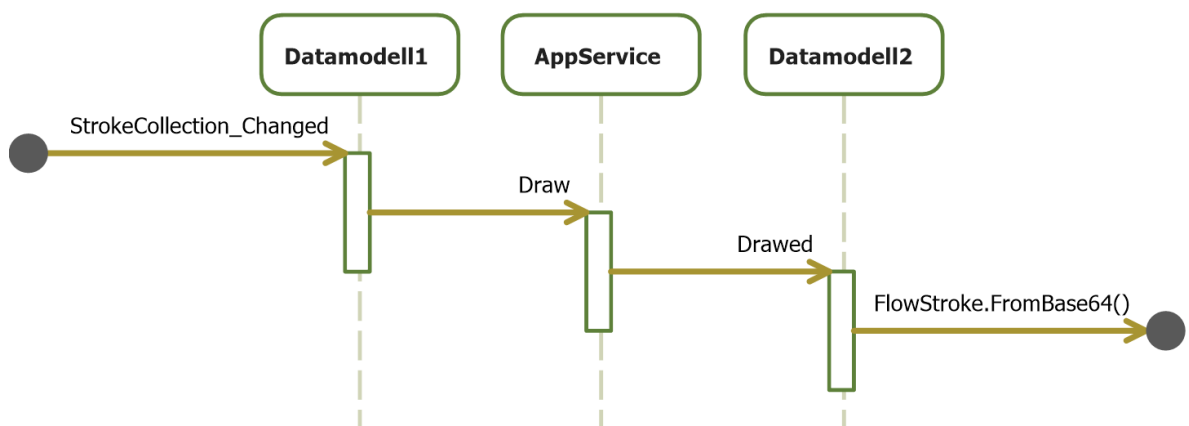 Datamodell1
AppService
Datamodell2
StrokeCollection_Changed
Draw
Drawed
FlowStroke.FromBase64()